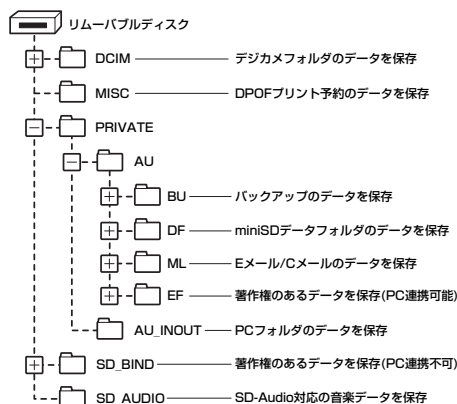 リムーバブルディスク
DCIM デジカメフォルダのデータを保存
MISC DPOFプリント予約のデータを保存
PRIVATE
AU
BU バックアップのデータを保存
DF miniSDデータフォルダのデータを保存
ML Eメール/Cメールのデータを保存
EF 著作権のあるデータを保存(PC連携可能)
AU_INOUT PCフォルダのデータを保存
SD_BIND 著作権のあるデータを保存(PC連携不可)
SD_AUDIO SD-Audio対応の音楽データを保存